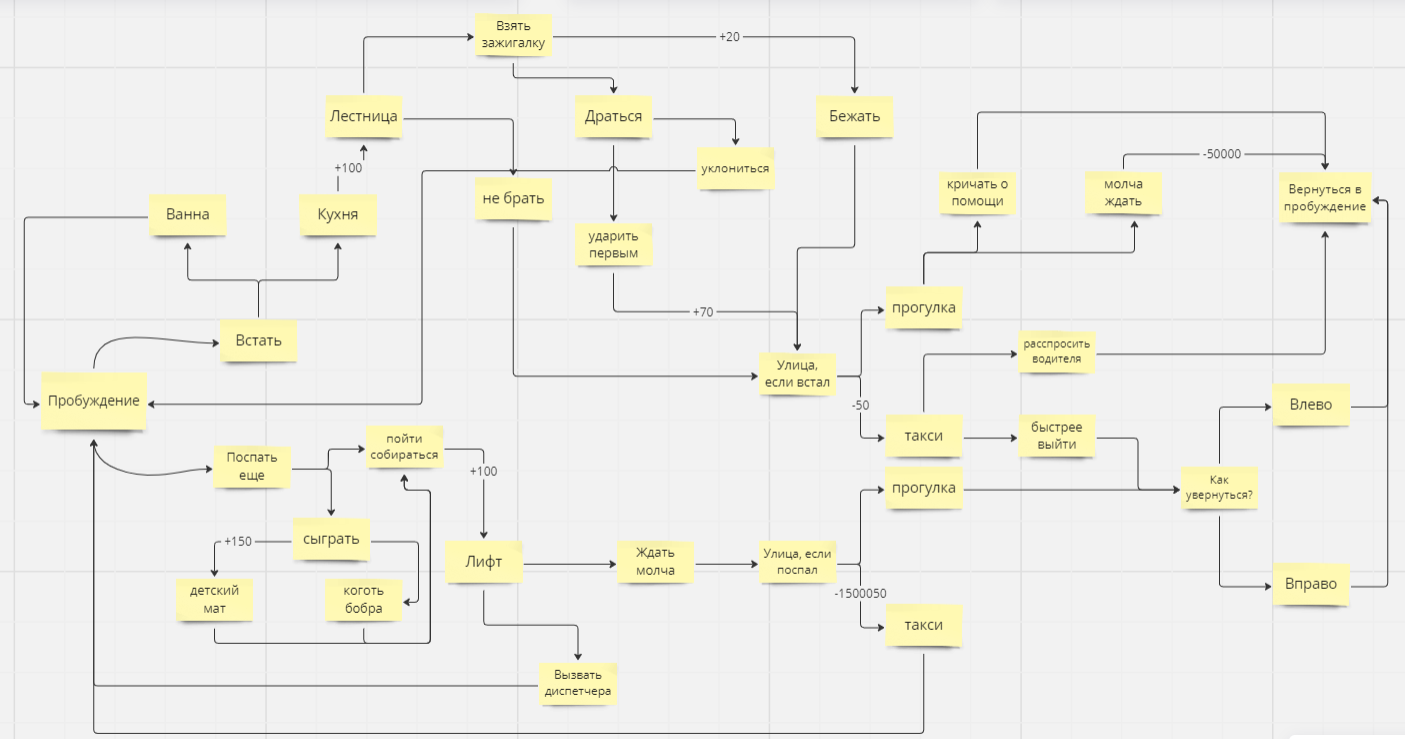 Взять
зажигалку
+20
Лестница
Драться
Бежать
уклониться
+100
-50000
не брать
кричать о
помощи
молча
ждать
Вернуться в
пробуждение
Ванна
Кухня
ударить
первым
прогулка
+70
Встать
расспросить
водителя
Улица,
если встал
Пробуждение
-50
Влево
такси
быстрее
выйти
пойти
собираться
Поспать
еще
+100
прогулка
Как
увернуться?
+150
сыграть
Лифт
Ждать
молча
Улица, если
поспал
Вправо
детский
мат
коготь
бобра
-1500050
такси
Вызвать
диспетчера